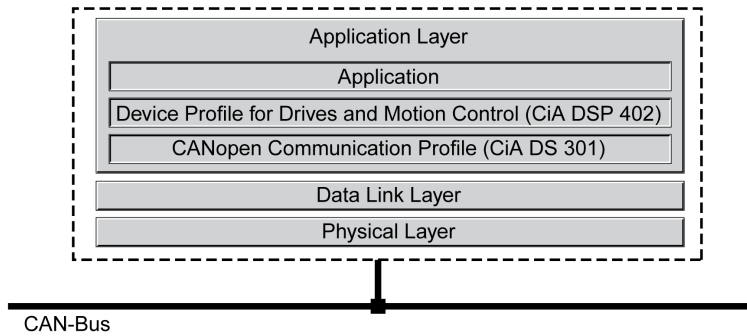 Application Layer
Application
Device Profile for Drives and Motion Control (CiA DSP 402)
CANopen Communication Profile (CiA DS 301)
Data Link Layer
Physical Layer
CAN-Bus